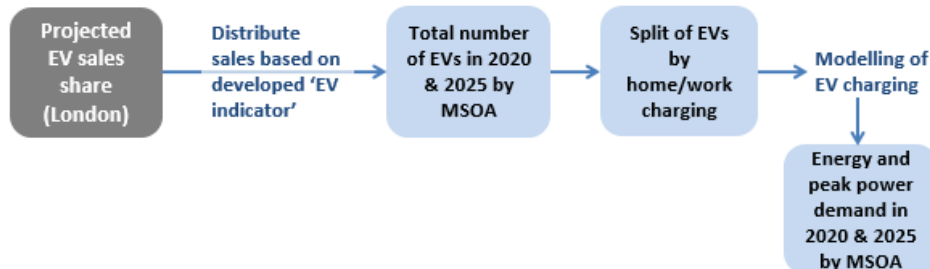 Projected
EV sales
share
(London)
Distribute
sales based on
developed ‘EV
indicator’
Total number
of EVs in 2020
& 2025 by
MSOA
Split of EVs
by
home/work
charging
Modelling of
EV charging
Energy and
peak power
demand in
2020 & 2025
by MSOA